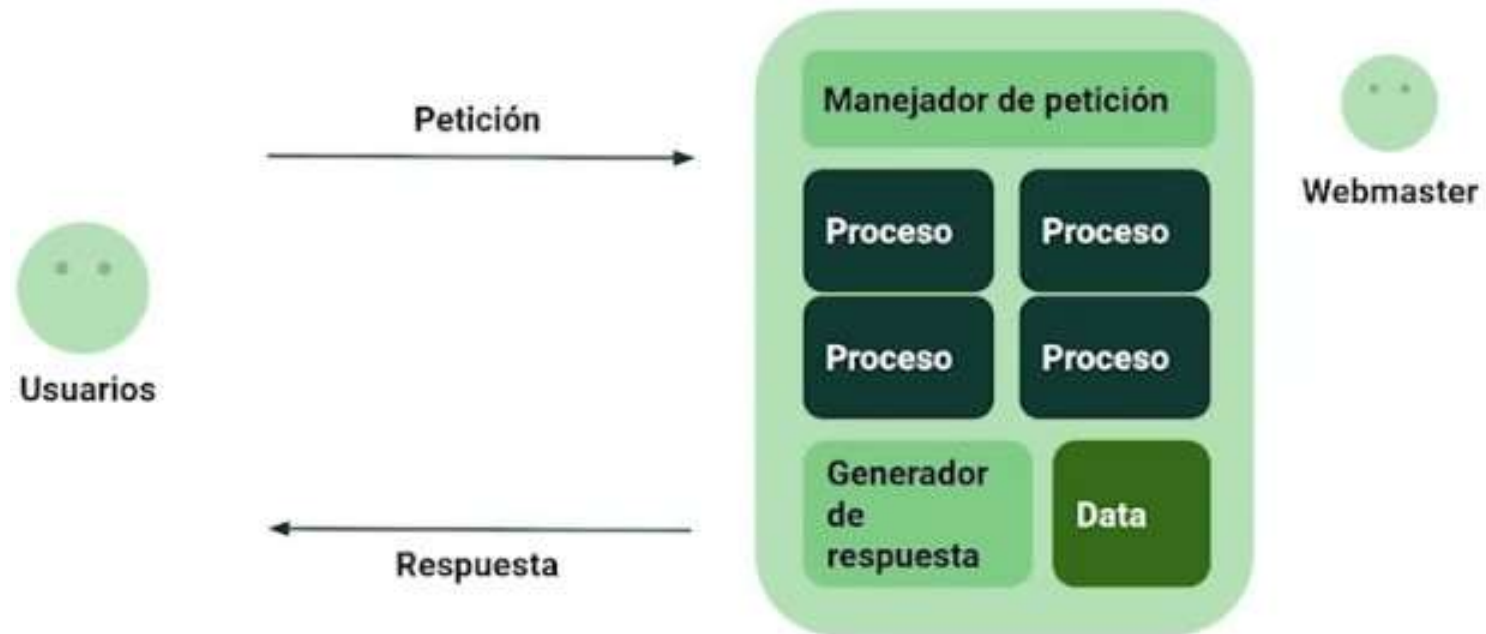 Petición
Manejador de petición
Webmaster
Proceso
Proceso
Proceso
Proceso
Usuarios
Generador
de
respuesta
Data
Respuesta